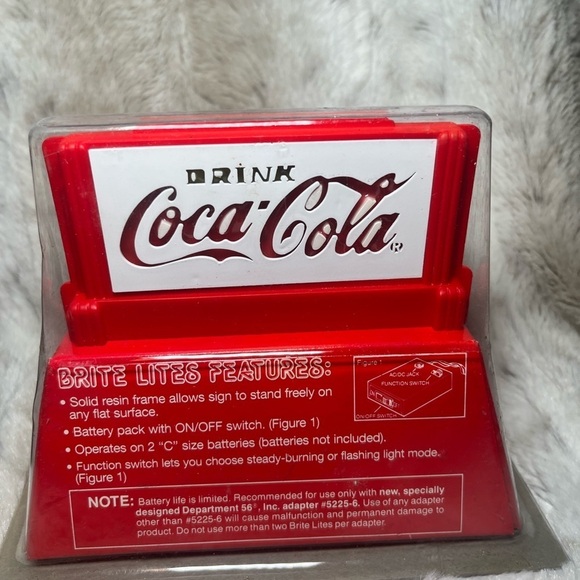 DRINK
Coca-Cola®
BRITE LITES FEATURES:
• Solid resin frame allows sign to stand freely on
any flat surface.
• Battery pack with ON/OFF switch. (Figure 1)
• Operates on 2 “C” size batteries (batteries not included).
• Function switch lets you choose steady-burning or flashing light mode.
(Figure 1)
Figure 1
AC/DC JACK
FUNCTION SWITCH
ON/OFF SWITCH
NOTE: Battery life is limited. Recommended for use only with new, specially
designed Department 56®, Inc. adapter #5225-6. Use of any adapter
other than #5225-6 will cause malfunction and permanent damage to
product. Do not use more than two Brite Lites per adapter.